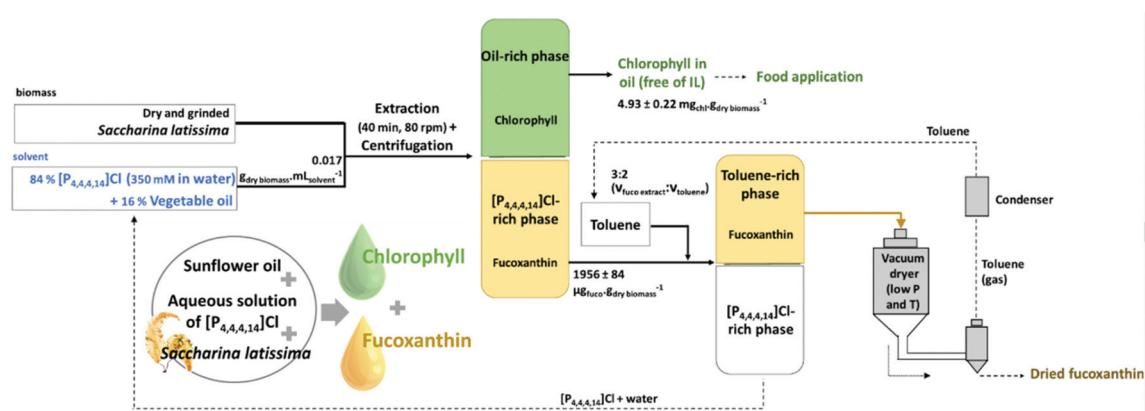 biomass
Dry and grinded
Saccharina latissima
solvent
84 % [P4,4,4,14]Cl (350 mM in water)
+ 16 % Vegetable oil
0.017
gdry biomass.mLsolvent-1
Extraction
(40 min, 80 rpm) +
Centrifugation
Oil-rich phase
Chlorophyll
[P4,4,4,14]Cl-
rich phase
Fucoxanthin
Chlorophyll in
oil (free of IL)
Food application
4.93 ± 0.22 mgchl.gdry biomass-1
Toluene
3:2
(Vfuco extract:Vtoluene)
Toluene
1956 ± 84
µgfuco.gdry biomass-1
Toluene-rich
phase
Fucoxanthin
[P4,4,4,14]Cl-
rich phase
Condenser
Vacuum
dryer
(low P
and T)
Toluene
(gas)
Dried fucoxanthin
[P4,4,4,14]Cl + water
Sunflower oil
+
Aqueous solution
of [P4,4,4,14]Cl
+
Saccharina latissima
Chlorophyll
+
Fucoxanthin